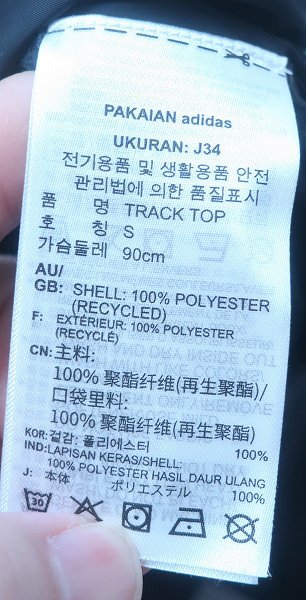 PAKAIAN adidas
UKURAN: J34
전기용품 및 생활용품 안전
관리법에 의한 품질표시
품 명 TRACK TOP
호 칭 S
가슴둘레 90cm
AU/
GB: SHELL: 100% POLYESTER
(RECYCLED)
F: EXTÉRIEUR: 100% POLYESTER
(RECYCLÉ)
CN: 主料:
100% 聚酯纤维(再生聚酯)/
口袋里料:
100% 聚酯纤维(再生聚酯)
KOR: 겉감: 폴리에스터 100%
IND: LAPISAN KERAS/SHELL:
100% POLYESTER HASIL DAUR ULANG
J: 本体 ポリエステル 100%
30